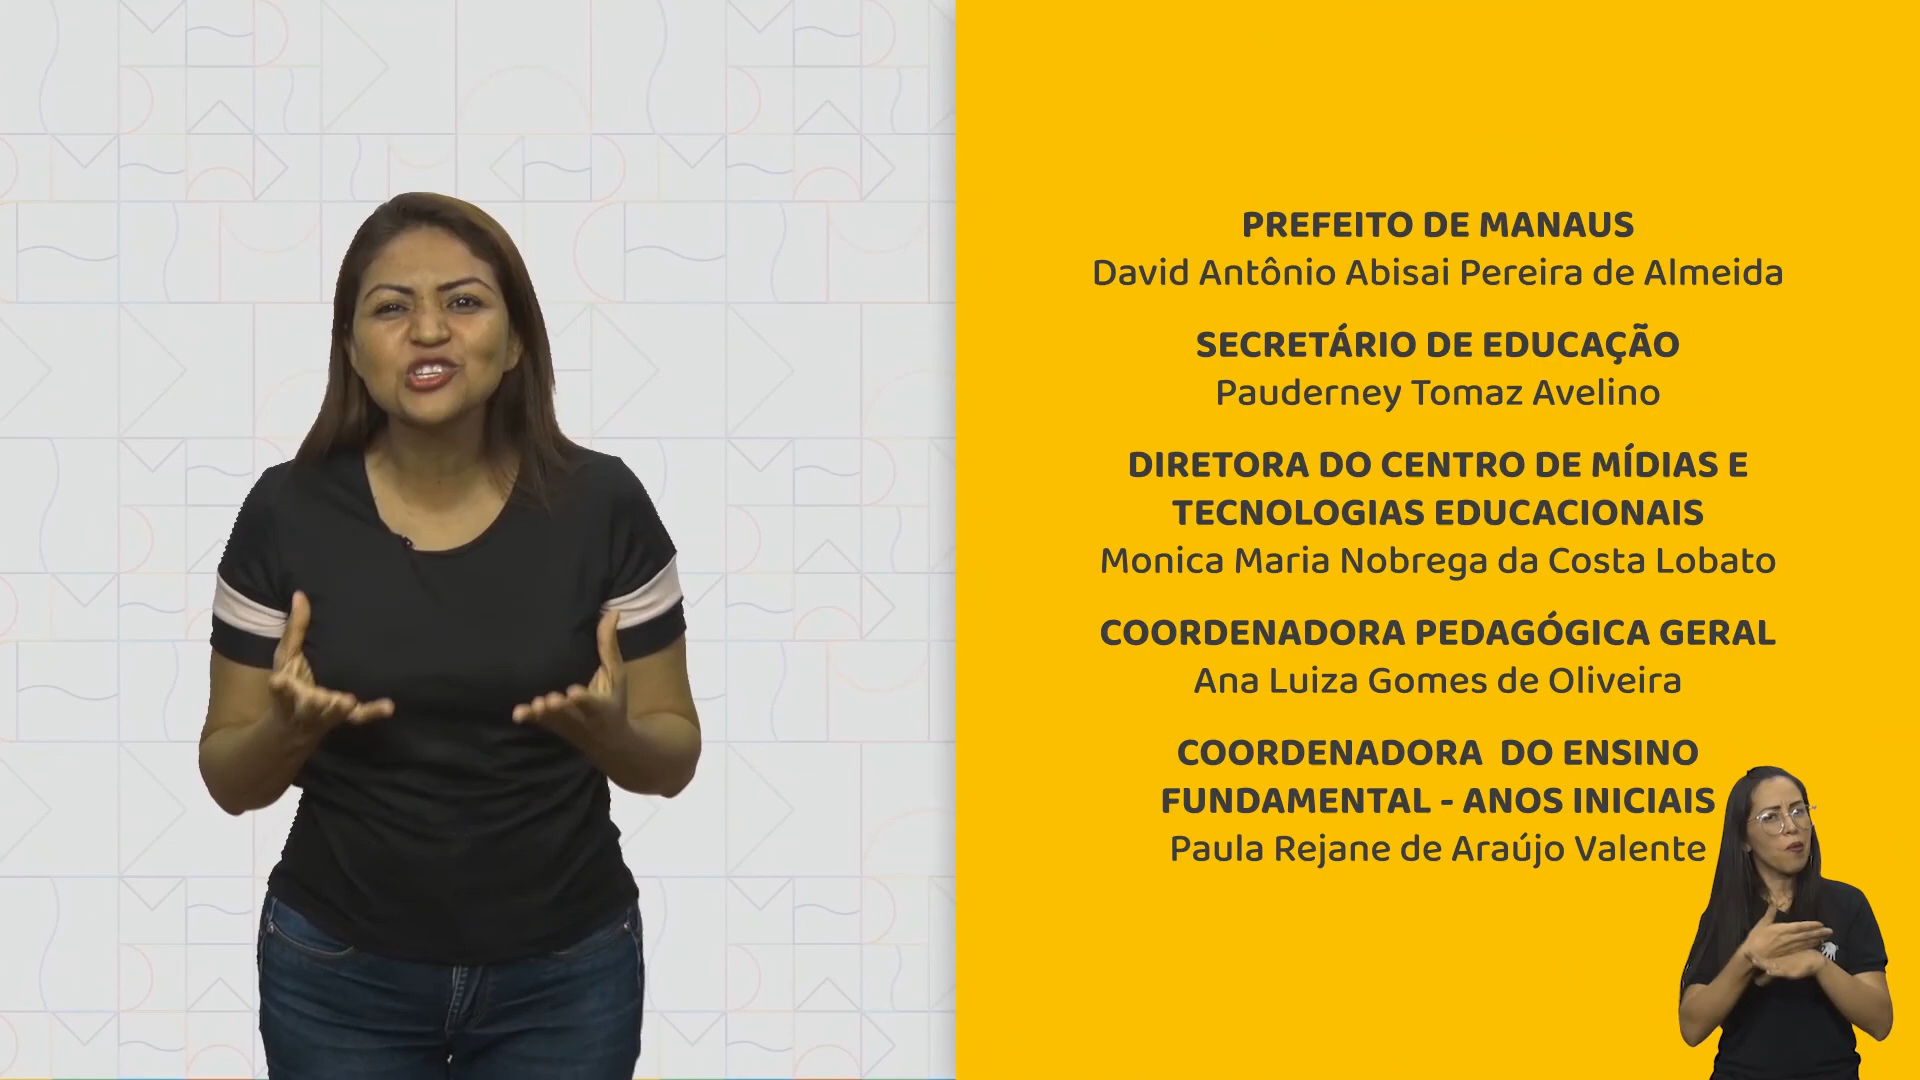 PREFEITO DE MANAUS
David Antônio Abisai Pereira de Almeida
SECRETÁRIO DE EDUCAÇÃO
Pauderney Tomaz Avelino
DIRETORA DO CENTRO DE MÍDIAS E
TECNOLOGIAS EDUCACIONAIS
Monica Maria Nobrega da Costa Lobato
COORDENADORA PEDAGÓGICA GERAL
Ana Luiza Gomes de Oliveira
COORDENADORA  DO ENSINO
FUNDAMENTAL - ANOS INICIAIS
Paula Rejane de Araújo Valente